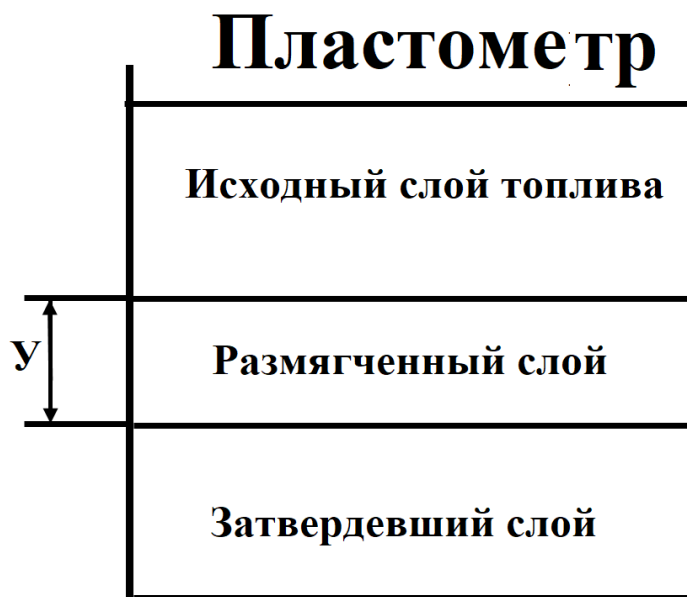 Пластометр
Исходный слой топлива
У
Размягченный слой
Затвердевший слой